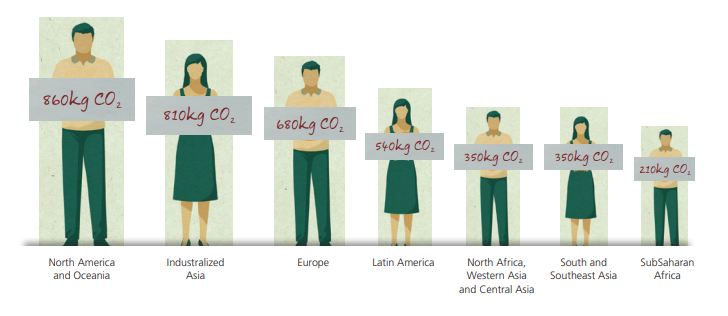 860kg CO₂
810kg CO₂
680kg CO₂
540kg CO₂
350kg CO₂
350kg CO₂
210kg CO₂
North America
and Oceania
Industralized
Asia
Europe
Latin America
North Africa,
Western Asia
and Central Asia
South and
Southeast Asia
SubSaharan
Africa